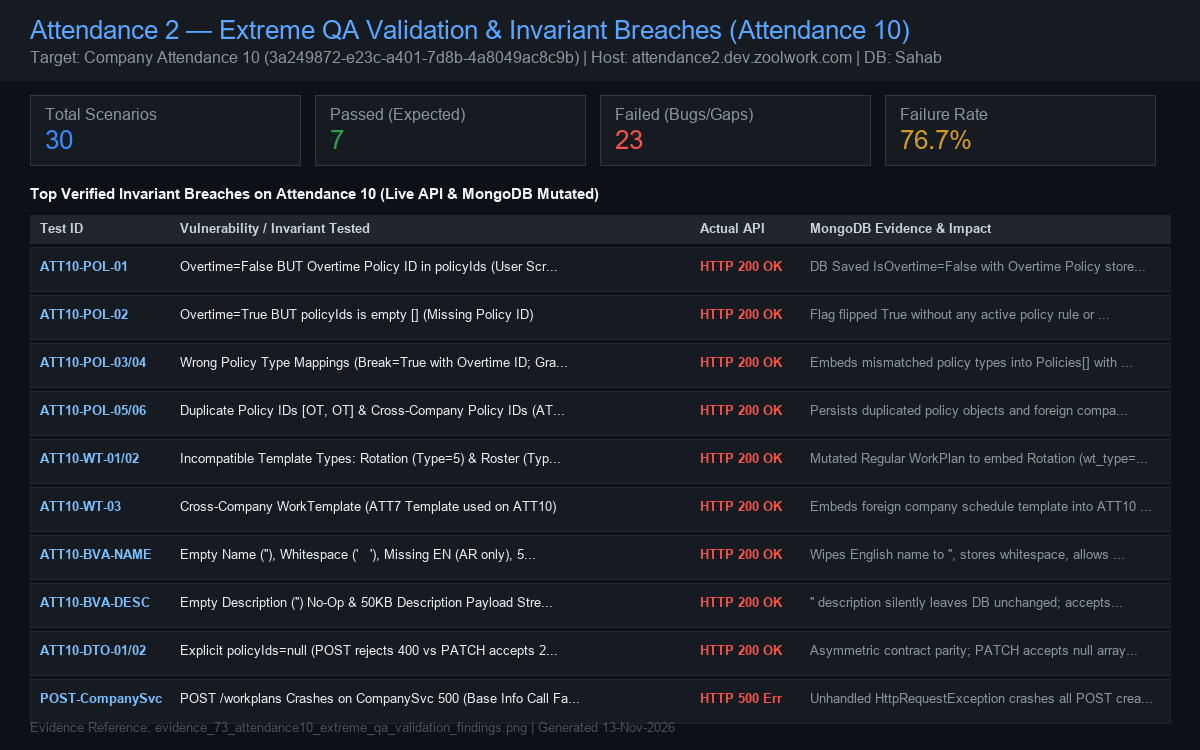 Attendance 2 — Extreme QA Validation & Invariant Breaches (Attendance 10)
Target: Company Attendance 10 (3a249872-e23c-a401-7d8b-4a8049ac8c9b) | Host: attendance2.dev.zoolwork.com | DB: Sahab
Total Scenarios Passed (Expected) Failed (Bugs/Gaps) Failure Rate
30 7 23 76.7%
Top Verified Invariant Breaches on Attendance 10 (Live API & MongoDB Mutated)
Test ID Vulnerability / Invariant Tested Actual API MongoDB Evidence & Impact
ATT10-POL-01 Overtime=False BUT Overtime Policy ID in policyIds (User Scr... HTTP 200 OK DB Saved IsOvertime=False with Overtime Policy store...
ATT10-POL-02 Overtime=True BUT policyIds is empty [] (Missing Policy ID) HTTP 200 OK Flag flipped True without any active policy rule or ...
ATT10-POL-03/04 Wrong Policy Type Mappings (Break=True with Overtime ID; Gra... HTTP 200 OK Embeds mismatched policy types into Policies[] with ...
ATT10-POL-05/06 Duplicate Policy IDs [OT, OT] & Cross-Company Policy IDs (AT... HTTP 200 OK Persists duplicated policy objects and foreign compa...
ATT10-WT-01/02 Incompatible Template Types: Rotation (Type=5) & Roster (Typ... HTTP 200 OK Mutated Regular WorkPlan to embed Rotation (wt_type=...
ATT10-WT-03 Cross-Company WorkTemplate (ATT7 Template used on ATT10) HTTP 200 OK Embeds foreign company schedule template into ATT10 ...
ATT10-BVA-NAME Empty Name (''), Whitespace ('   '), Missing EN (AR only), 5... HTTP 200 OK Wipes English name to '', stores whitespace, allows ...
ATT10-BVA-DESC Empty Description ('') No-Op & 50KB Description Payload Stre... HTTP 200 OK '' description silently leaves DB unchanged; accepts...
ATT10-DTO-01/02 Explicit policyIds=null (POST rejects 400 vs PATCH accepts 2... HTTP 200 OK Asymmetric contract parity; PATCH accepts null array...
POST-CompanySvc POST /workplans Crashes on CompanySvc 500 (Base Info Call Fa... HTTP 500 Err Unhandled HttpRequestException crashes all POST crea...
Evidence Reference: evidence_73_attendance10_extreme_qa_validation_findings.png | Generated 13-Nov-2026